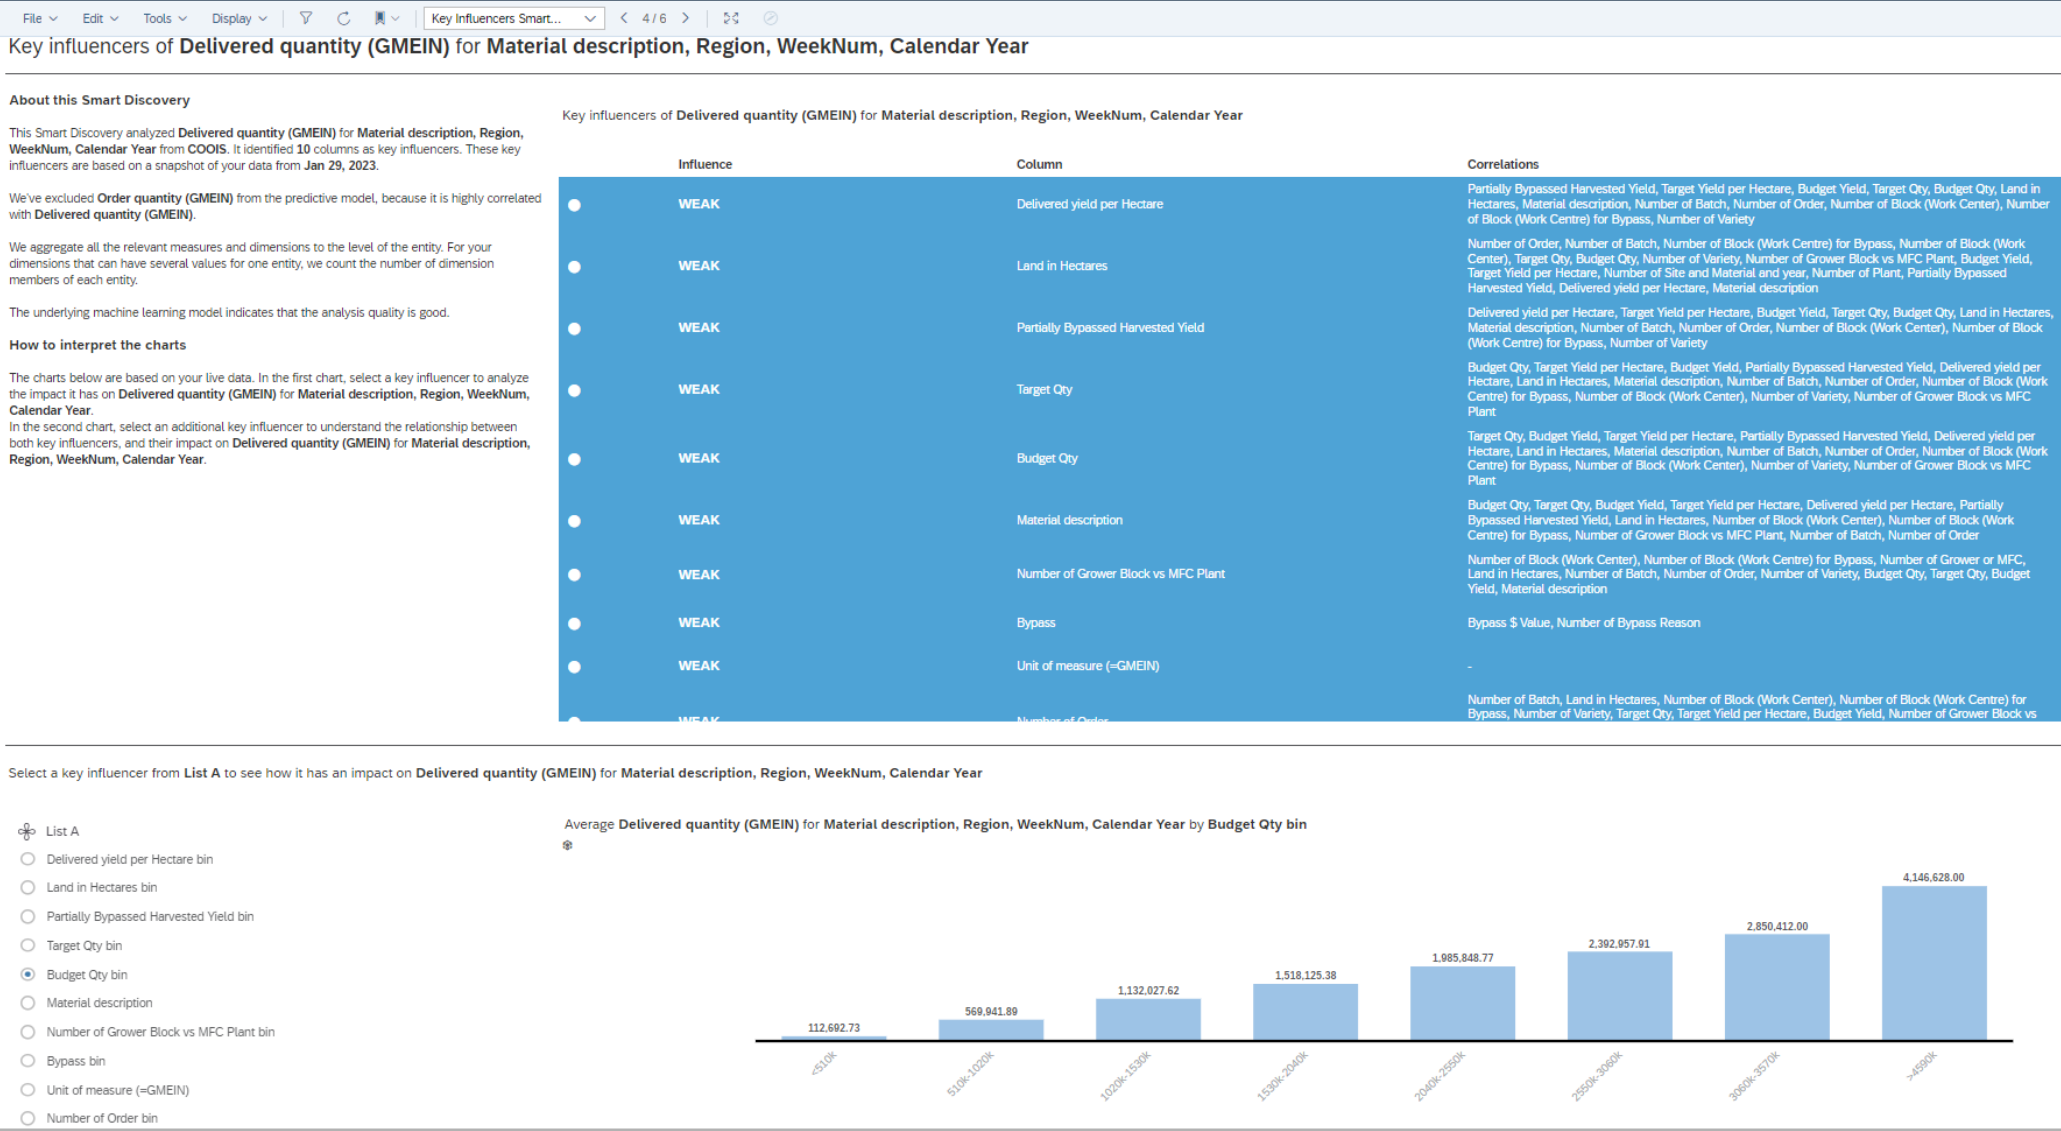 File Edit Tools Display Key Influencers Smart... 4 / 6
Key influencers of Delivered quantity (GMEIN) for Material description, Region, WeekNum, Calendar Year
About this Smart Discovery
This Smart Discovery analyzed Delivered quantity (GMEIN) for Material description, Region,
WeekNum, Calendar Year from COOIS. It identified 10 columns as key influencers. These key
influencers are based on a snapshot of your data from Jan 29, 2023.
We've excluded Order quantity (GMEIN) from the predictive model, because it is highly correlated
with Delivered quantity (GMEIN).
We aggregate all the relevant measures and dimensions to the level of the entity. For your
dimensions that can have several values for one entity, we count the number of dimension
members of each entity.
The underlying machine learning model indicates that the analysis quality is good.
How to interpret the charts
The charts below are based on your live data. In the first chart, select a key influencer to analyze
the impact it has on Delivered quantity (GMEIN) for Material description, Region, WeekNum,
Calendar Year.
In the second chart, select an additional key influencer to understand the relationship between
both key influencers, and their impact on Delivered quantity (GMEIN) for Material description,
Region, WeekNum, Calendar Year.
Key influencers of Delivered quantity (GMEIN) for Material description, Region, WeekNum, Calendar Year
Influence Column Correlations
WEAK Delivered yield per Hectare
Partially Bypassed Harvested Yield, Target Yield per Hectare, Budget Yield, Target Qty, Budget Qty, Land in
Hectares, Material description, Number of Batch, Number of Order, Number of Block (Work Center), Number
of Block (Work Centre) for Bypass, Number of Variety
WEAK Land in Hectares
Number of Order, Number of Batch, Number of Block (Work Centre) for Bypass, Number of Block (Work
Center), Target Qty, Budget Qty, Number of Variety, Number of Grower Block vs MFC Plant, Budget Yield,
Target Yield per Hectare, Number of Site and Material and year, Number of Plant, Partially Bypassed
Harvested Yield, Delivered yield per Hectare, Material description
WEAK Partially Bypassed Harvested Yield
Delivered yield per Hectare, Target Yield per Hectare, Budget Yield, Target Qty, Budget Qty, Land in Hectares,
Material description, Number of Batch, Number of Order, Number of Block (Work Center), Number of Block
(Work Centre) for Bypass, Number of Variety
WEAK Target Qty
Budget Qty, Target Yield per Hectare, Budget Yield, Partially Bypassed Harvested Yield, Delivered yield per
Hectare, Land in Hectares, Material description, Number of Batch, Number of Order, Number of Block (Work
Centre) for Bypass, Number of Block (Work Center), Number of Variety, Number of Grower Block vs MFC
Plant
WEAK Budget Qty
Target Qty, Budget Yield, Target Yield per Hectare, Partially Bypassed Harvested Yield, Delivered yield per
Hectare, Land in Hectares, Material description, Number of Batch, Number of Order, Number of Block (Work
Centre) for Bypass, Number of Block (Work Center), Number of Variety, Number of Grower Block vs MFC
Plant
WEAK Material description
Budget Qty, Target Qty, Budget Yield, Target Yield per Hectare, Delivered yield per Hectare, Partially
Bypassed Harvested Yield, Land in Hectares, Number of Block (Work Center), Number of Block (Work
Centre) for Bypass, Number of Grower Block vs MFC Plant, Number of Batch, Number of Order
WEAK Number of Grower Block vs MFC Plant
Number of Block (Work Center), Number of Block (Work Centre) for Bypass, Number of Grower or MFC,
Land in Hectares, Number of Batch, Number of Order, Number of Variety, Budget Qty, Target Qty, Budget
Yield, Material description
WEAK Bypass Bypass $ Value, Number of Bypass Reason
WEAK Unit of measure (=GMEIN) -
WEAK Number of Order
Number of Batch, Land in Hectares, Number of Block (Work Center), Number of Block (Work Centre) for
Bypass, Number of Variety, Target Qty, Target Yield per Hectare, Budget Yield, Number of Grower Block vs
Select a key influencer from List A to see how it has an impact on Delivered quantity (GMEIN) for Material description, Region, WeekNum, Calendar Year
List A
Delivered yield per Hectare bin
Land in Hectares bin
Partially Bypassed Harvested Yield bin
Target Qty bin
Budget Qty bin
Material description
Number of Grower Block vs MFC Plant bin
Bypass bin
Unit of measure (=GMEIN)
Number of Order bin
Average Delivered quantity (GMEIN) for Material description, Region, WeekNum, Calendar Year by Budget Qty bin
112,692.73
569,941.89
1,132,027.62
1,518,125.38
1,985,848.77
2,392,957.91
2,850,412.00
4,146,628.00
<510k
510k-1020k
1020k-1530k
1530k-2040k
2040k-2550k
2550k-3060k
3060k-3570k
>4590k